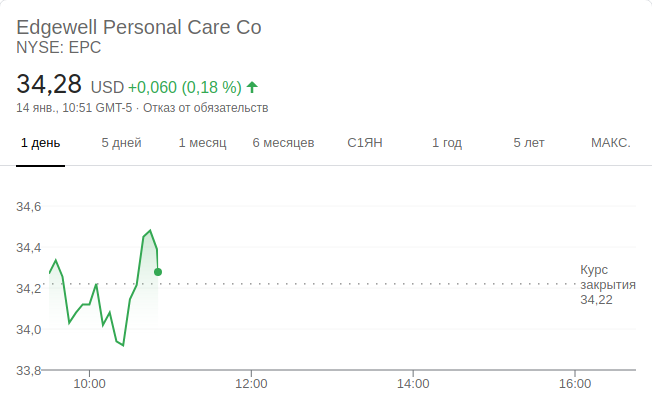 Edgewell Personal Care Co
NYSE: EPC
34,28 USD +0,060 (0,18 %)
14 янв., 10:51 GMT-5 · Отказ от обязательств
1 день 5 дней 1 месяц 6 месяцев С1ЯН 1 год 5 лет МАКС.
34,6
34,4
34,2
34,0
33,8
Курс
закрытия
34,22
10:00 12:00 14:00 16:00